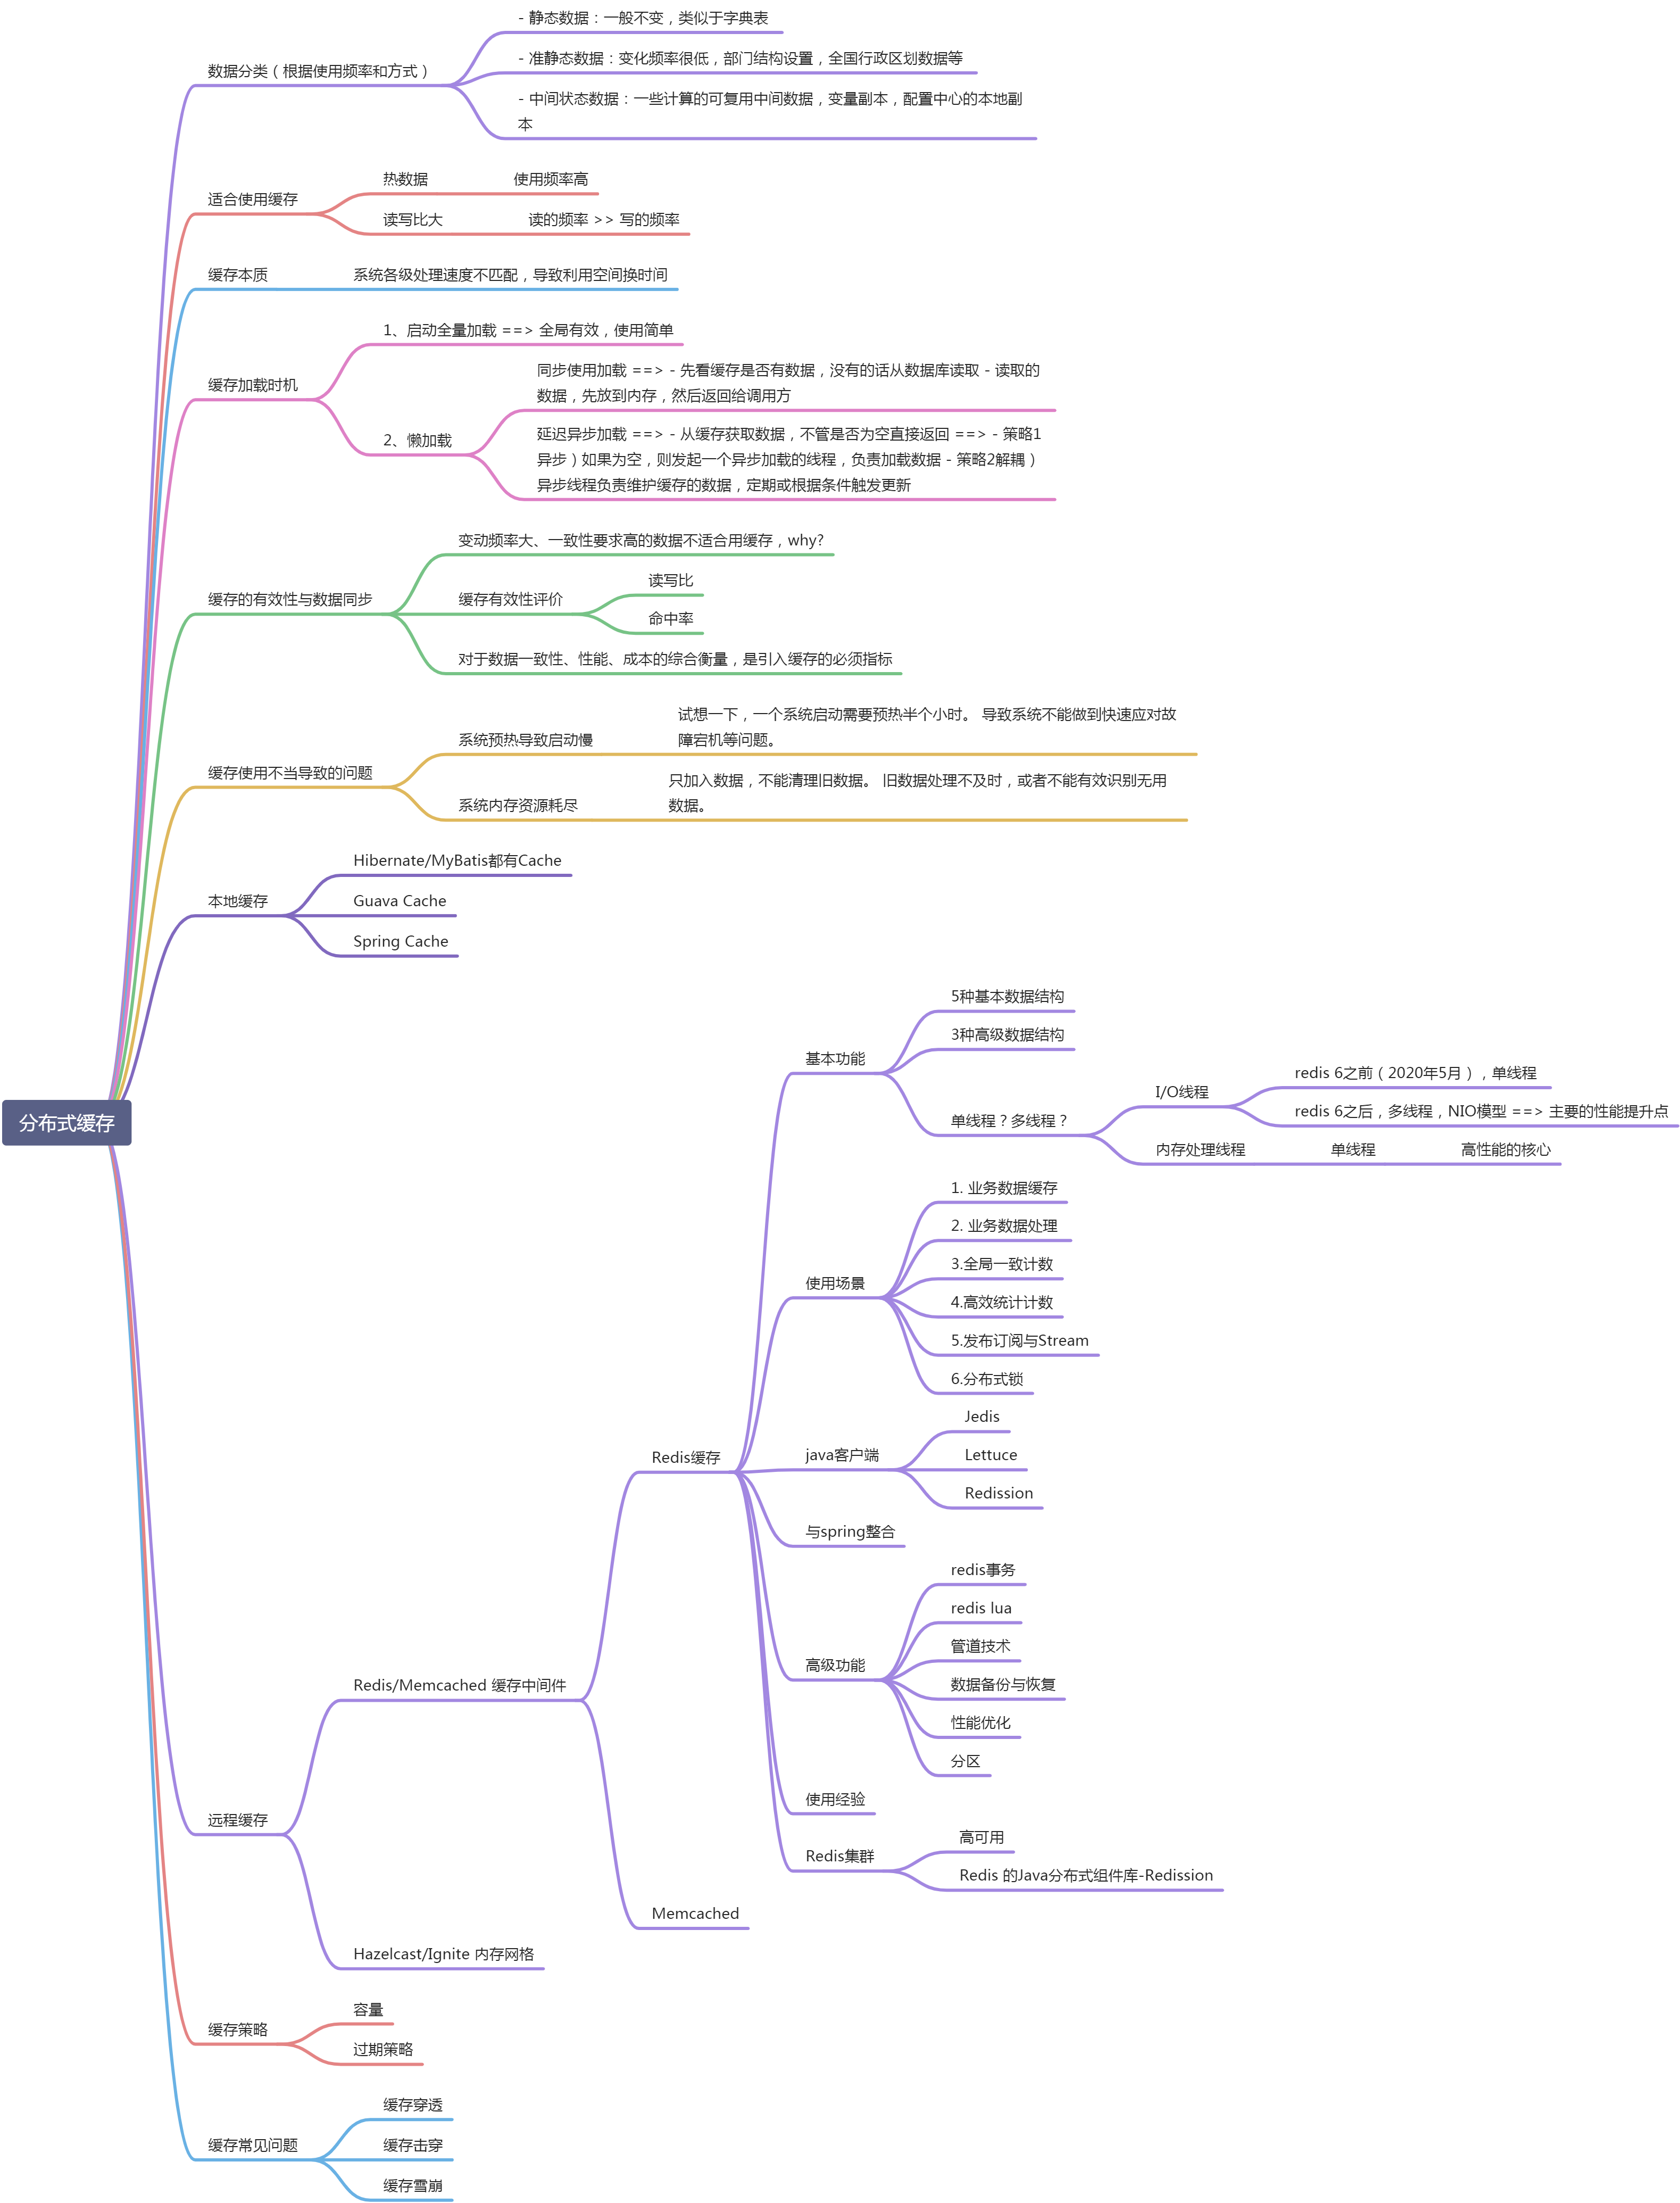 分布式缓存
数据分类（根据使用频率和方式）
- 静态数据：一般不变，类似于字典表
- 准静态数据：变化频率很低，部门结构设置，全国行政区划数据等
- 中间状态数据：一些计算的可复用中间数据，变量副本，配置中心的本地副
本
适合使用缓存
热数据
使用频率高
读写比大
读的频率 >> 写的频率
缓存本质
系统各级处理速度不匹配，导致利用空间换时间
缓存加载时机
1、启动全量加载 ==> 全局有效，使用简单
2、懒加载
同步使用加载 ==> - 先看缓存是否有数据，没有的话从数据库读取 - 读取的
数据，先放到内存，然后返回给调用方
延迟异步加载 ==> - 从缓存获取数据，不管是否为空直接返回 ==> - 策略1
异步）如果为空，则发起一个异步加载的线程，负责加载数据 - 策略2解耦）
异步线程负责维护缓存的数据，定期或根据条件触发更新
缓存的有效性与数据同步
变动频率大、一致性要求高的数据不适合用缓存，why?
缓存有效性评价
读写比
命中率
对于数据一致性、性能、成本的综合衡量，是引入缓存的必须指标
缓存使用不当导致的问题
系统预热导致启动慢
试想一下，一个系统启动需要预热半个小时。 导致系统不能做到快速应对故
障宕机等问题。
系统内存资源耗尽
只加入数据，不能清理旧数据。 旧数据处理不及时，或者不能有效识别无用
数据。
本地缓存
Hibernate/MyBatis都有Cache
Guava Cache
Spring Cache
远程缓存
Redis/Memcached 缓存中间件
Redis缓存
基本功能
5种基本数据结构
3种高级数据结构
单线程？多线程？
I/O线程
redis 6之前（2020年5月），单线程
redis 6之后，多线程，NIO模型 ==> 主要的性能提升点
内存处理线程
单线程
高性能的核心
使用场景
1. 业务数据缓存
2. 业务数据处理
3.全局一致计数
4.高效统计计数
5.发布订阅与Stream
6.分布式锁
java客户端
Jedis
Lettuce
Redission
与spring整合
高级功能
redis事务
redis lua
管道技术
数据备份与恢复
性能优化
分区
使用经验
Redis集群
高可用
Redis 的Java分布式组件库-Redission
Memcached
Hazelcast/Ignite 内存网格
缓存策略
容量
过期策略
缓存常见问题
缓存穿透
缓存击穿
缓存雪崩